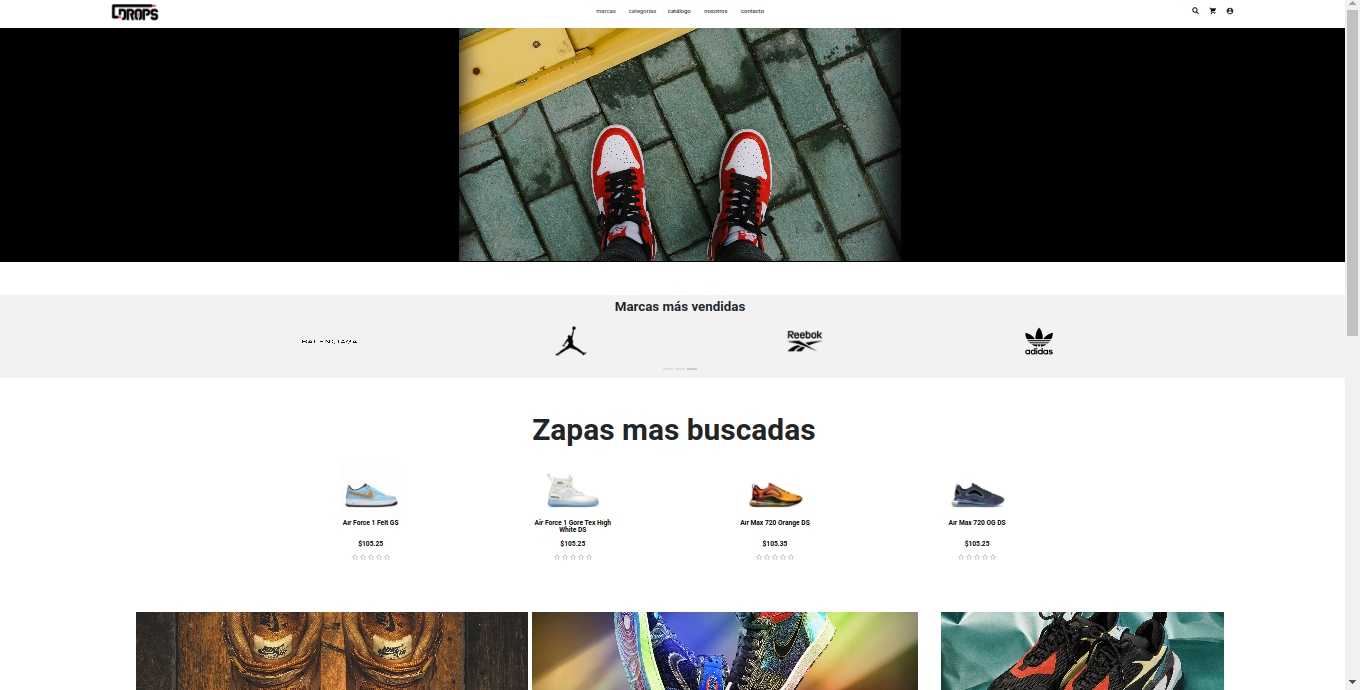 DROPS
marcas categorias catálogo nosotros contacto
Marcas más vendidas
BALENCIAGA
Reebok
adidas
Zapas mas buscadas
Air Force 1 Felt GS
$105.25
Air Force 1 Gore Tex High
White DS
$105.25
Air Max 720 Orange DS
$105.35
Air Max 720 OG DS
$105.25